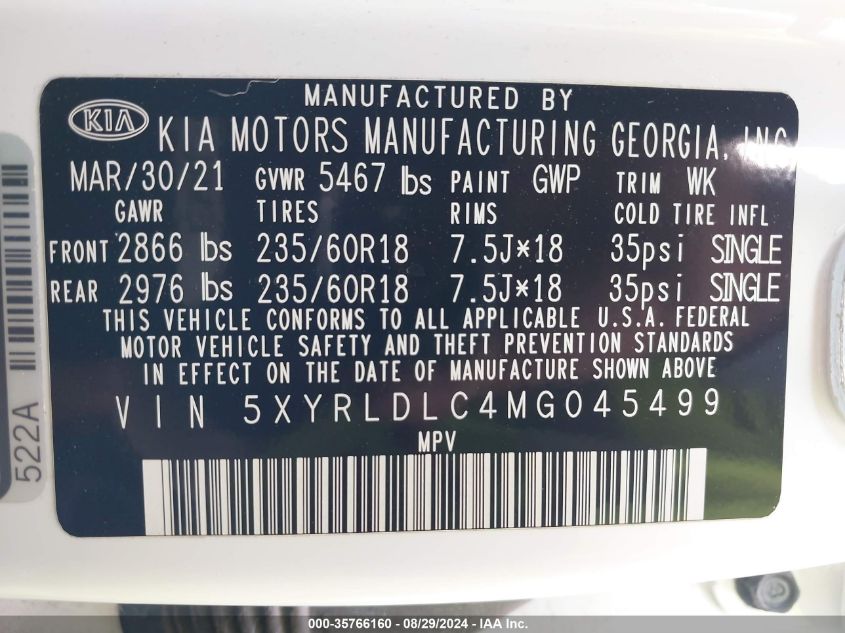 MANUFACTURED BY
KIA KIA MOTORS MANUFACTURING GEORGIA, INC
MAR/30/21 GVWR 5467 lbs PAINT GWP TRIM WK
GAWR TIRES RIMS COLD TIRE INFL
FRONT 2866 lbs 235/60R18 7.5J*18 35psi SINGLE
REAR 2976 lbs 235/60R18 7.5J*18 35psi SINGLE
THIS VEHICLE CONFORMS TO ALL APPLICABLE U.S.A. FEDERAL
MOTOR VEHICLE SAFETY AND THEFT PREVENTION STANDARDS
IN EFFECT ON THE DATE OF MANUFACTURE SHOWN ABOVE
VIN 5XYRLDLC4MG045499
MPV
522A
000-35766160 - 08/29/2024 - IAA Inc.